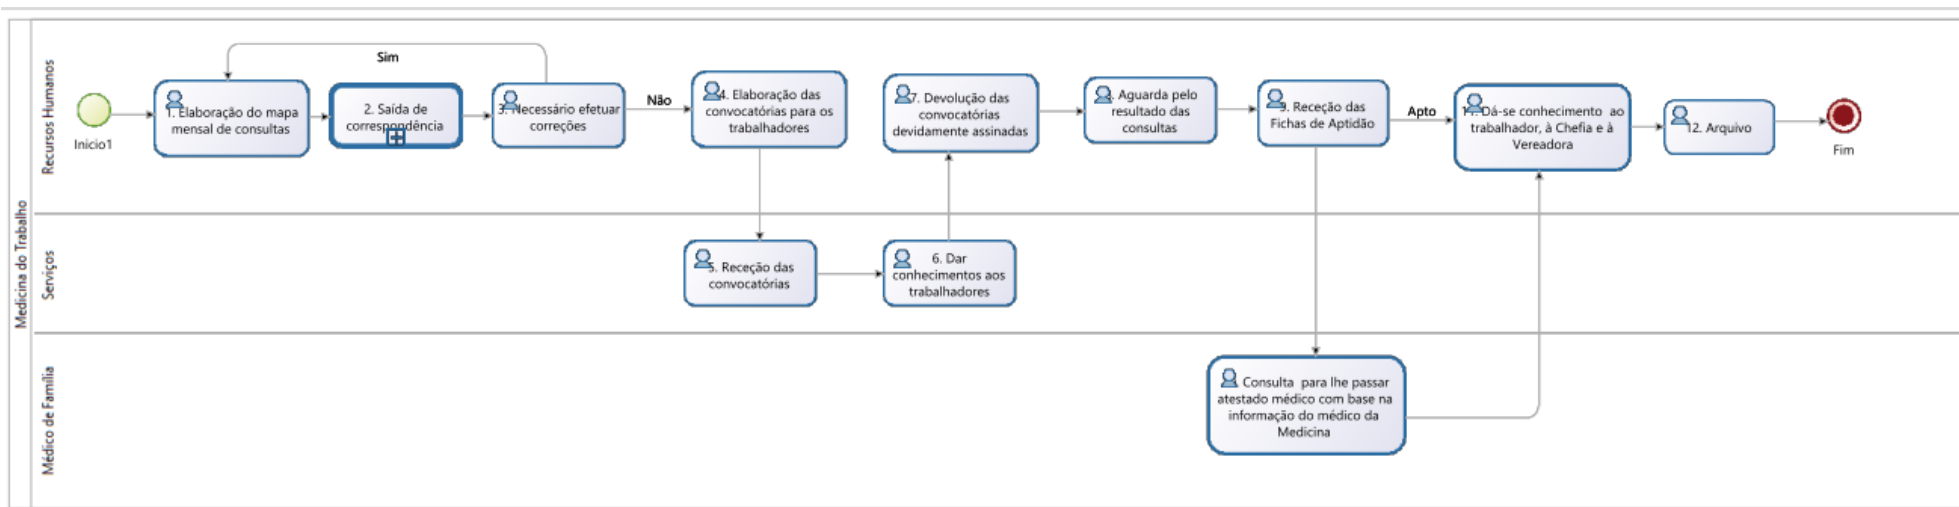 Medicina do Trabalho
Recursos Humanos
Inicio1
Sim
1. Elaboração do mapa
mensal de consultas
2. Saída de
correspondência
3. Necessário efetuar
correções
Não
4. Elaboração das
convocatórias para os
trabalhadores
7. Devolução das
convocatórias
devidamente assinadas
Aguarda pelo
resultado das
consultas
9. Receção das
Fichas de Aptidão
Apto
Dá-se conhecimento ao
trabalhador, à Chefia e à
Vereadora
12. Arquivo
Fim
Serviços
5. Receção das
convocatórias
6. Dar
conhecimentos aos
trabalhadores
Médico de Família
Consulta para lhe passar
atestado médico com base na
informação do médico da
Medicina